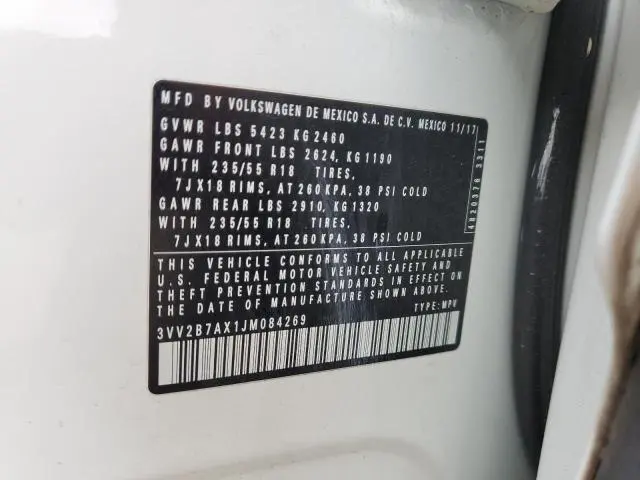 MFD BY VOLKSWAGEN DE MEXICO S.A. DE C.V. MEXICO 11/17
GVWR LBS 5423 KG 2460
GAWR FRONT LBS 2624, KG 1190
WITH 235/55 R18 TIRES,
7JX18 RIMS, AT 260 KPA, 38 PSI COLD
GAWR REAR LBS 2910, KG 1320
WITH 235/55 R18 TIRES,
7JX18 RIMS, AT 260 KPA, 38 PSI COLD
THIS VEHICLE CONFORMS TO ALL APPLICABLE
U.S. FEDERAL MOTOR VEHICLE SAFETY AND
THEFT PREVENTION STANDARDS IN EFFECT ON
THE DATE OF MANUFACTURE SHOWN ABOVE.
3VV2B7AX1JM084269 TYPE: MPV
4820376 3311